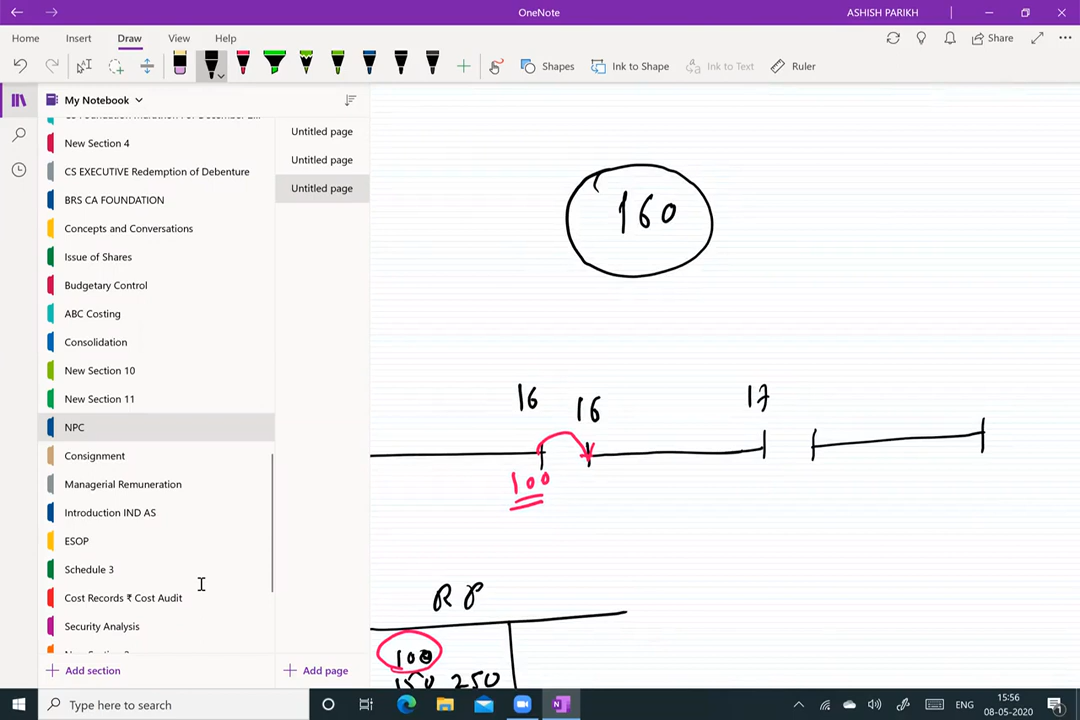 OneNote
ASHISH PARIKH
Home Insert Draw View Help
Share
Shapes
Ink to Shape
Ink to Text
Ruler
My Notebook
New Section 4
CS EXECUTIVE Redemption of Debenture
BRS CA FOUNDATION
Concepts and Conversations
Issue of Shares
Budgetary Control
ABC Costing
Consolidation
New Section 10
New Section 11
NPC
Consignment
Managerial Remuneration
Introduction IND AS
ESOP
Schedule 3
Cost Records ₹ Cost Audit
Security Analysis
Add section
Untitled page
Untitled page
Untitled page
Add page
160
16 16 17
100
R P
100
150 250
Type here to search
ENG
15:56
08-05-2020